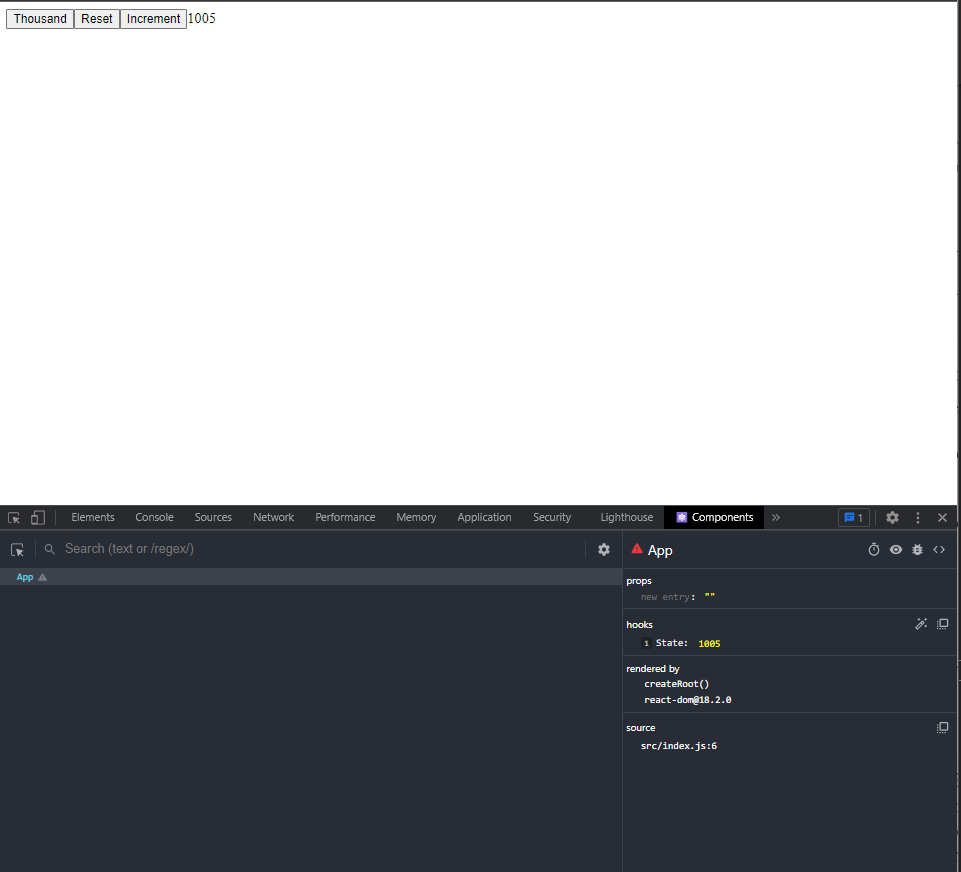 Thousand Reset Increment 1005
Elements Console Sources Network Performance Memory Application Security Lighthouse Components » 1
Search (text or /regex/)
App
App
props
new entry: ""
hooks
1 State: 1005
rendered by
createRoot()
react-dom@18.2.0
source
src/index.js:6